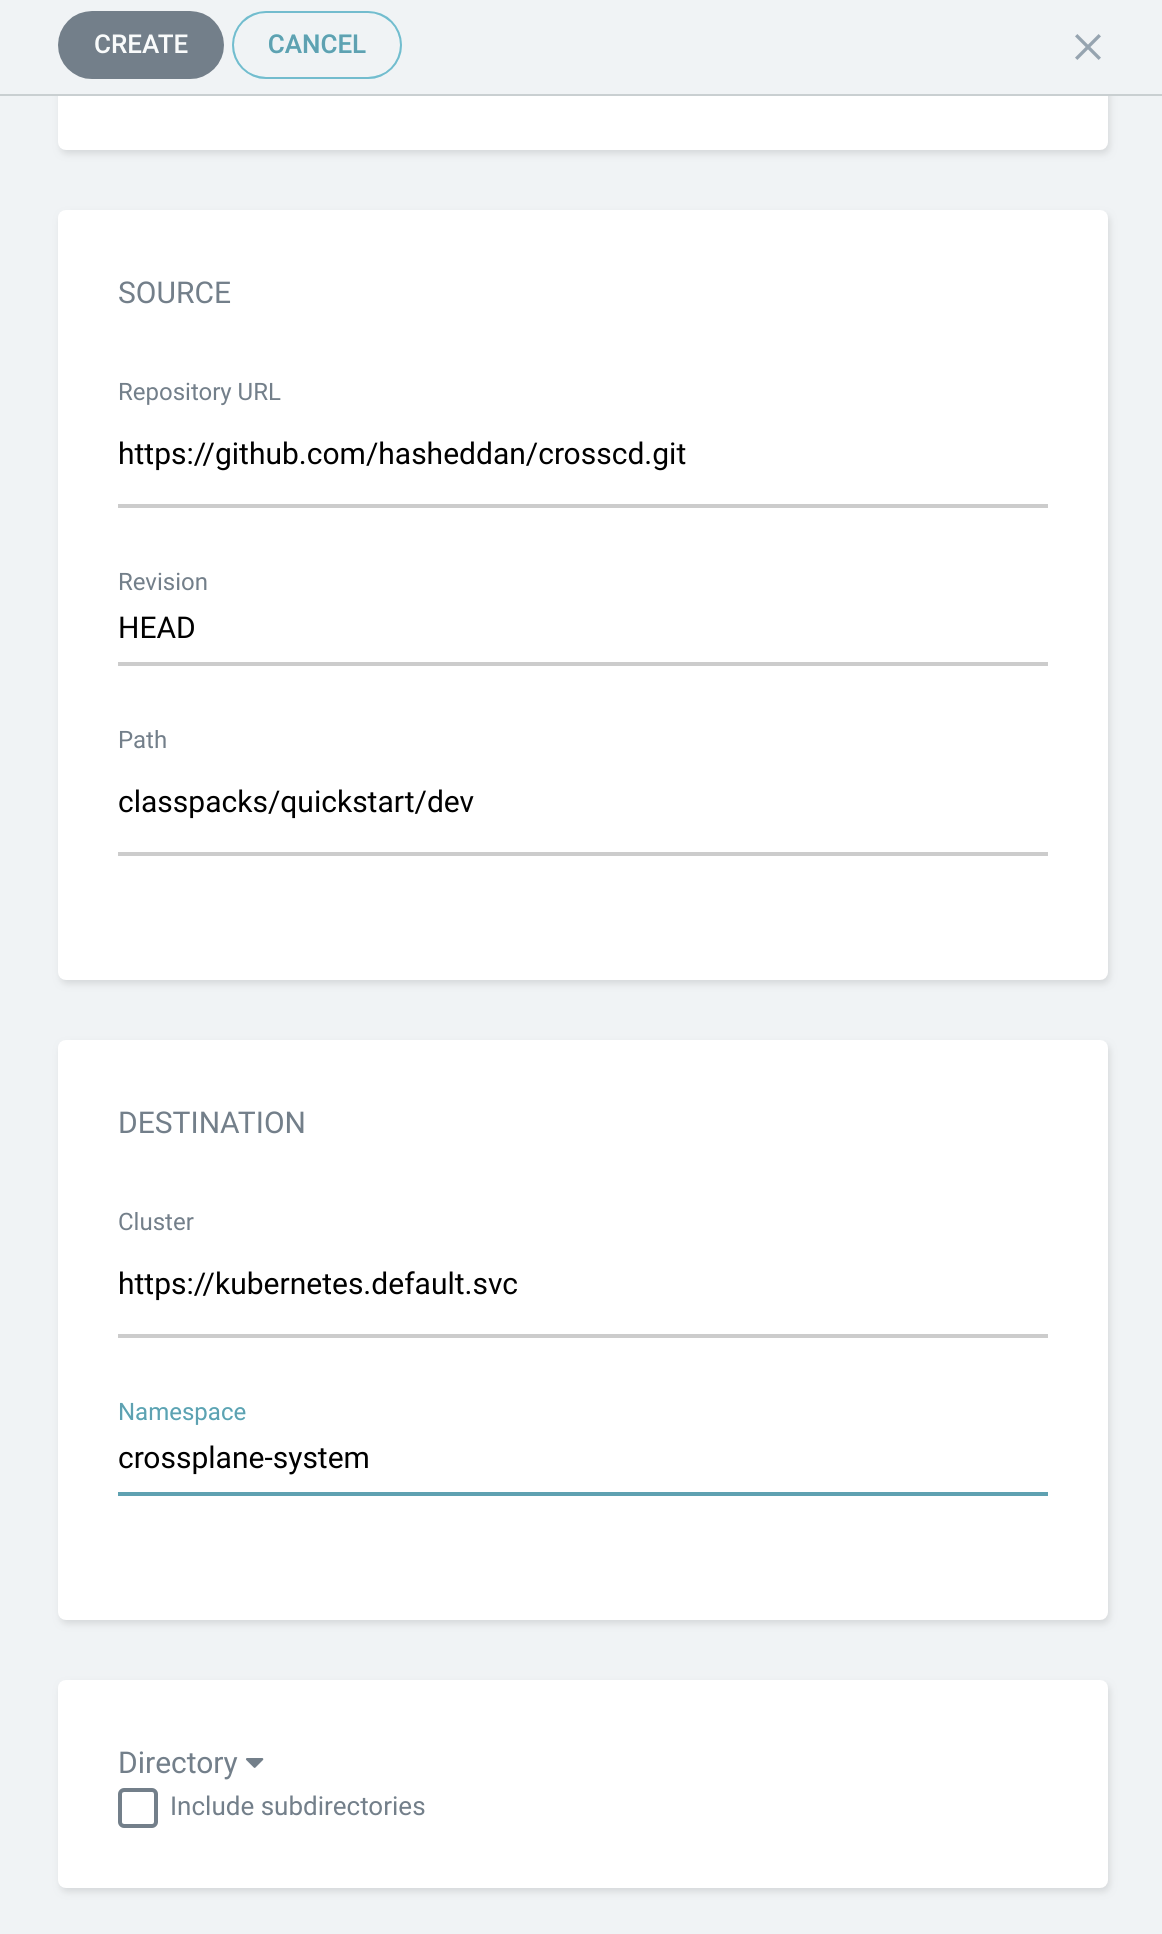 CREATE CANCEL
SOURCE
Repository URL
https://github.com/hasheddan/crosscd.git
Revision
HEAD
Path
classpacks/quickstart/dev
DESTINATION
Cluster
https://kubernetes.default.svc
Namespace
crossplane-system
Directory
Include subdirectories